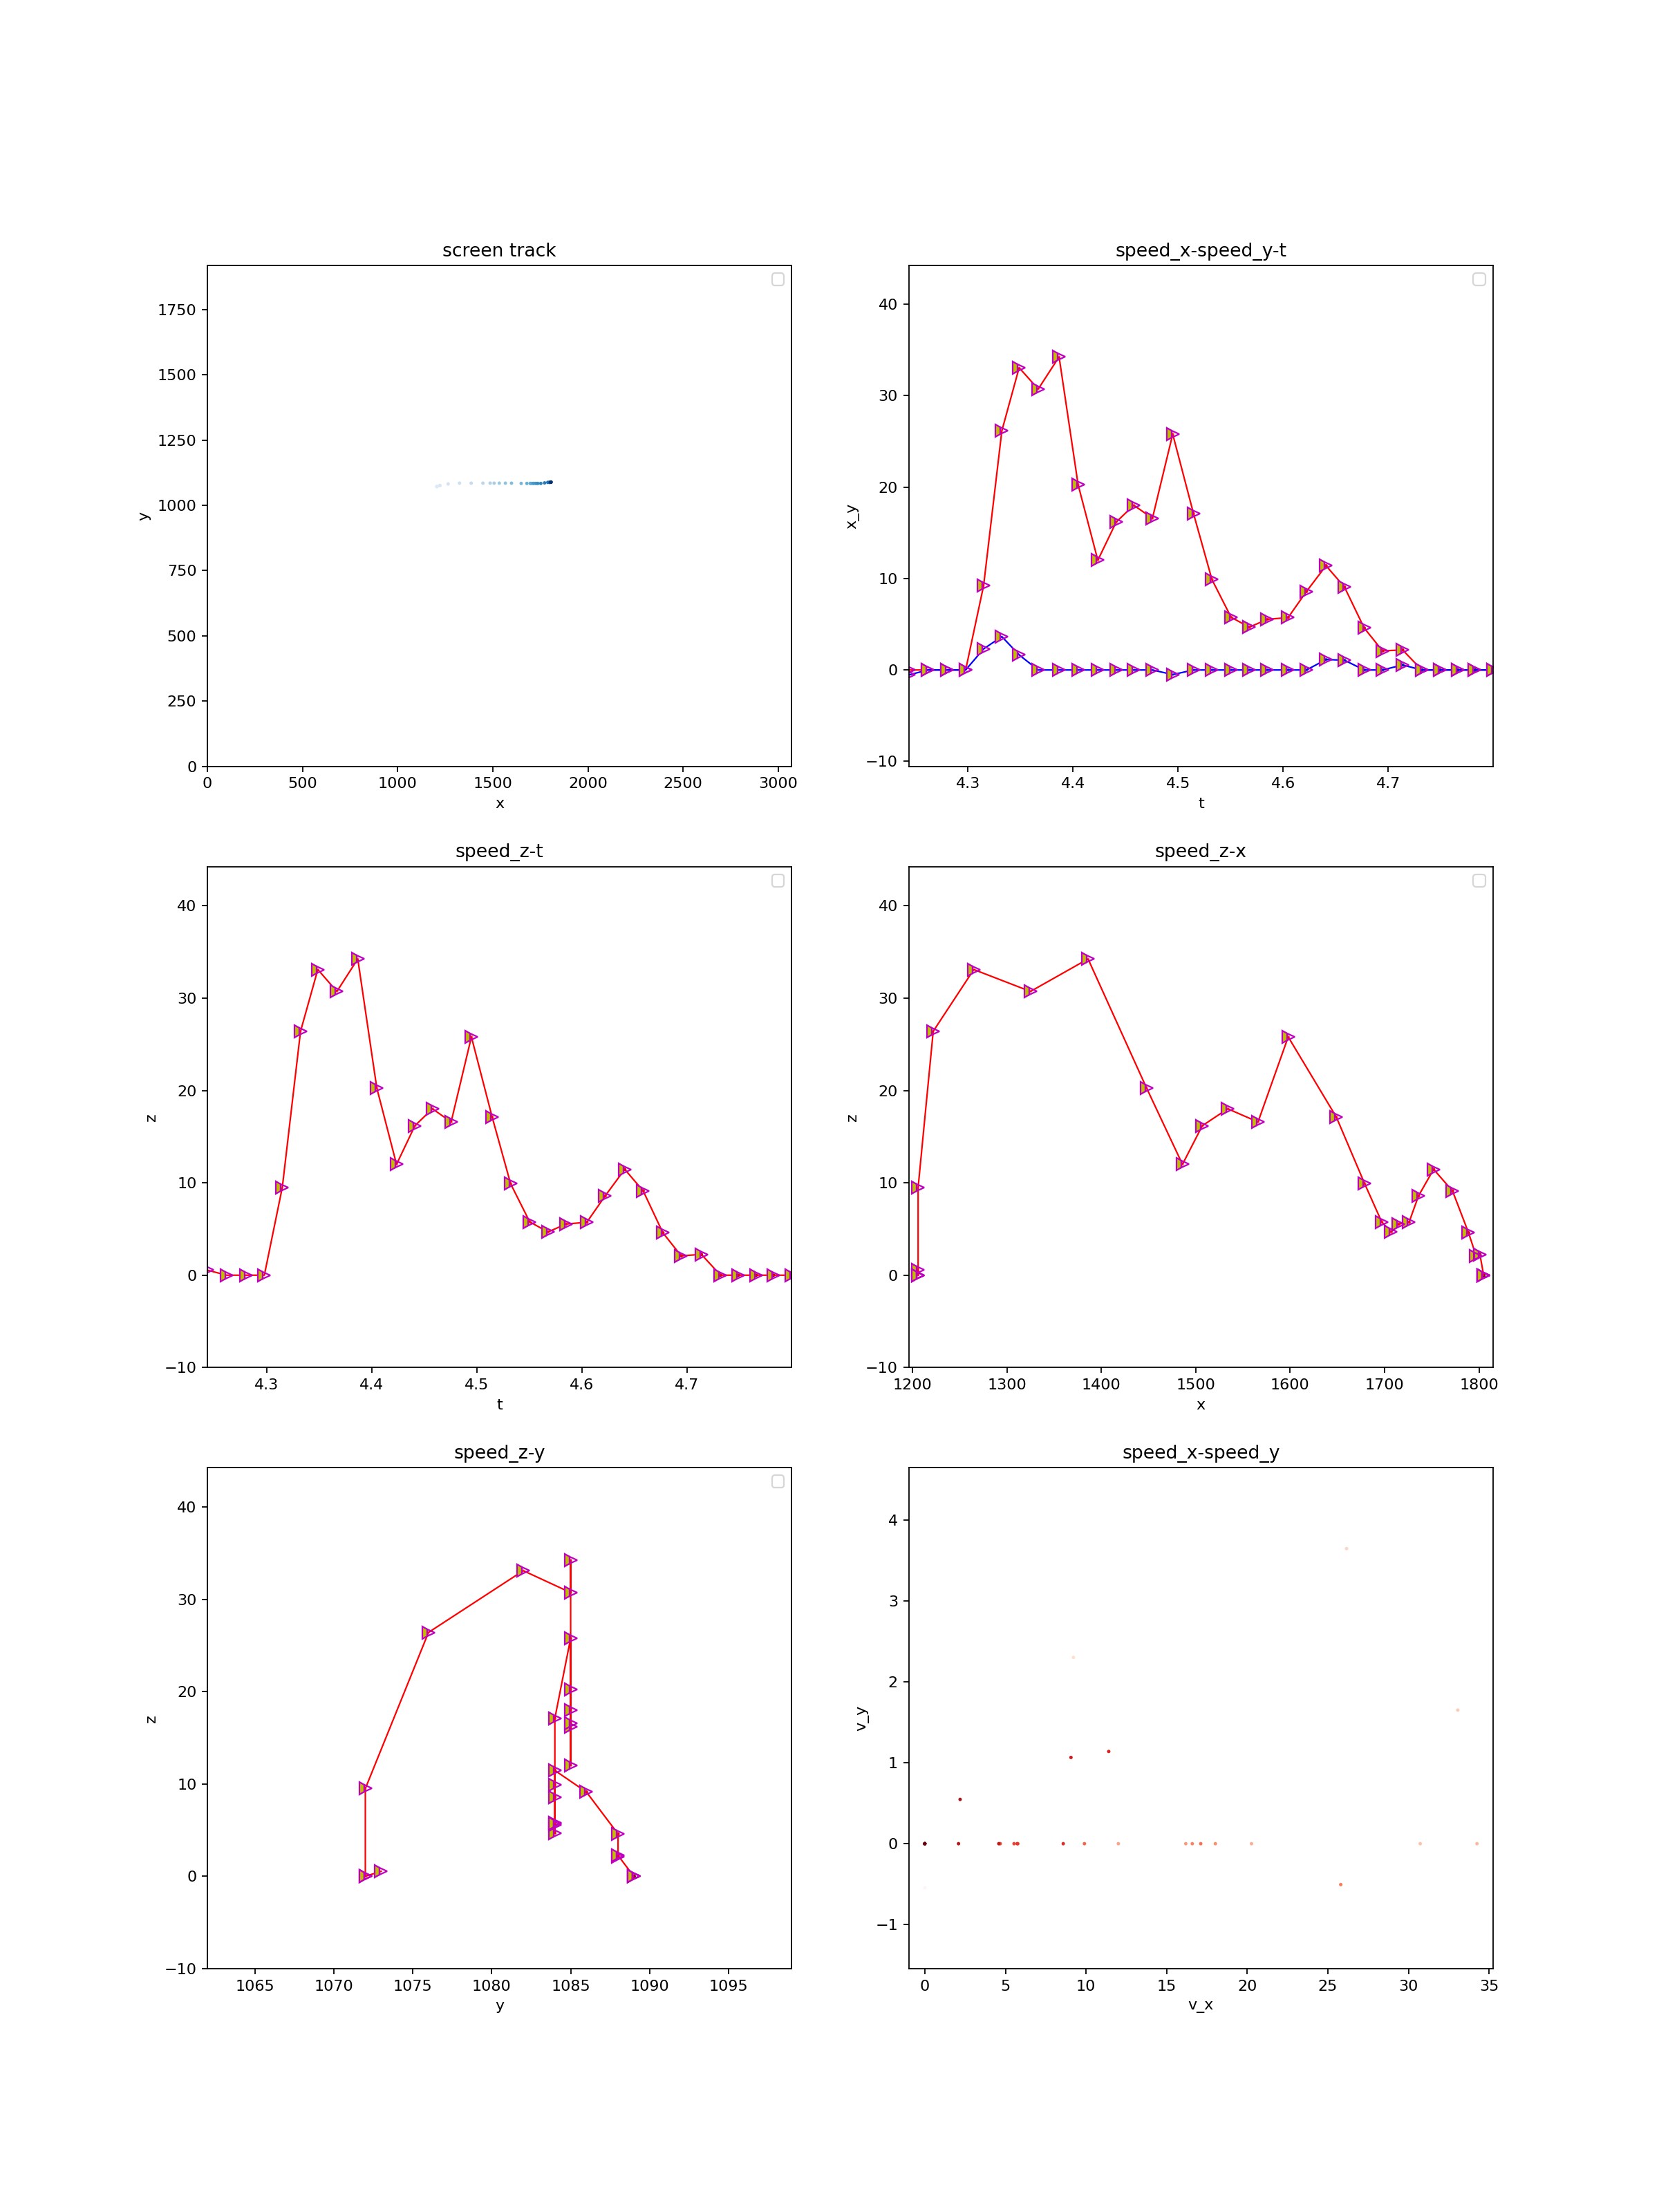 screen track
1750
1500
1250
1000
750
500
250
0
y
0 500 1000 1500 2000 2500 3000
x
speed_x-speed_y-t
40
30
20
10
0
−10
x_y
4.3 4.4 4.5 4.6 4.7
t
speed_z-t
40
30
20
10
0
−10
z
4.3 4.4 4.5 4.6 4.7
t
speed_z-x
40
30
20
10
0
−10
z
1200 1300 1400 1500 1600 1700 1800
x
speed_z-y
40
30
20
10
0
−10
z
1065 1070 1075 1080 1085 1090 1095
y
speed_x-speed_y
4
3
2
1
0
−1
v_y
0 5 10 15 20 25 30 35
v_x